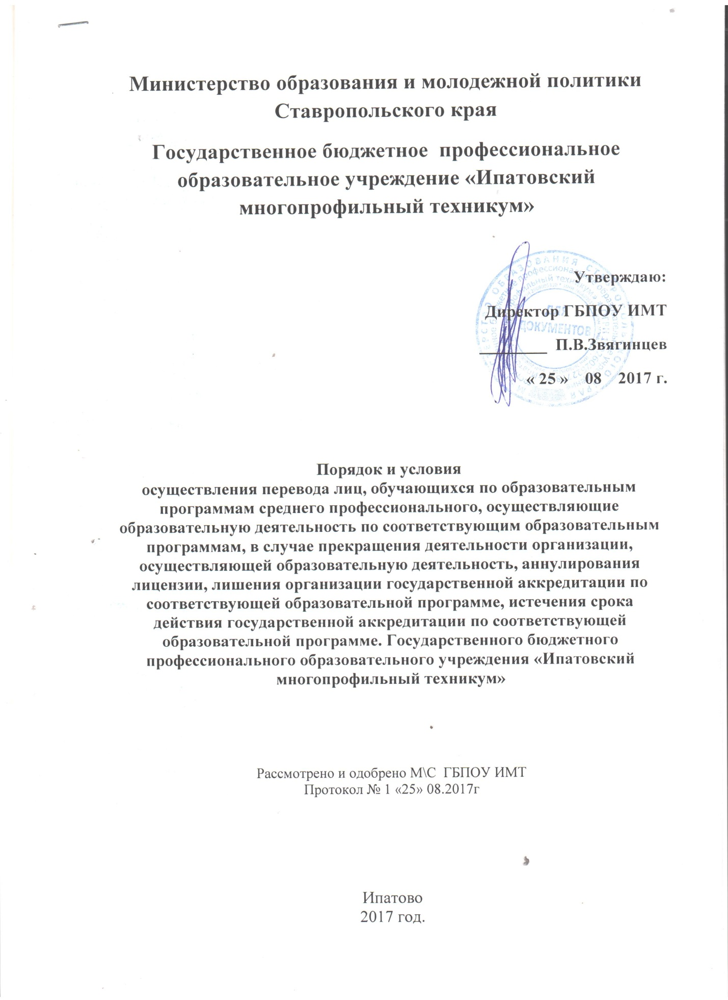 Министерство образования и молодежной политики
Ставропольского края
Государственное бюджетное профессиональное
образовательное учреждение «Ипатовский
многопрофильный техникум»
Утверждаю:
Директор ГБПОУ ИМТ
________ П.В.Звягинцев
« 25 » 08 2017 г.
ДЛЯ
ДОКУМЕНТОВ
Порядок и условия
осуществления перевода лиц, обучающихся по образовательным
программам среднего профессионального, осуществляющие
образовательную деятельность по соответствующим образовательным
программам, в случае прекращения деятельности организации,
осуществляющей образовательную деятельность, аннулирования
лицензии, лишения организации государственной аккредитации по
соответствующей образовательной программе, истечения срока
действия государственной аккредитации по соответствующей
образовательной программе. Государственного бюджетного
профессионального образовательного учреждения «Ипатовский
многопрофильный техникум»
Рассмотрено и одобрено М\С ГБПОУ ИМТ
Протокол № 1 «25» 08.2017г
Ипатово
2017 год.